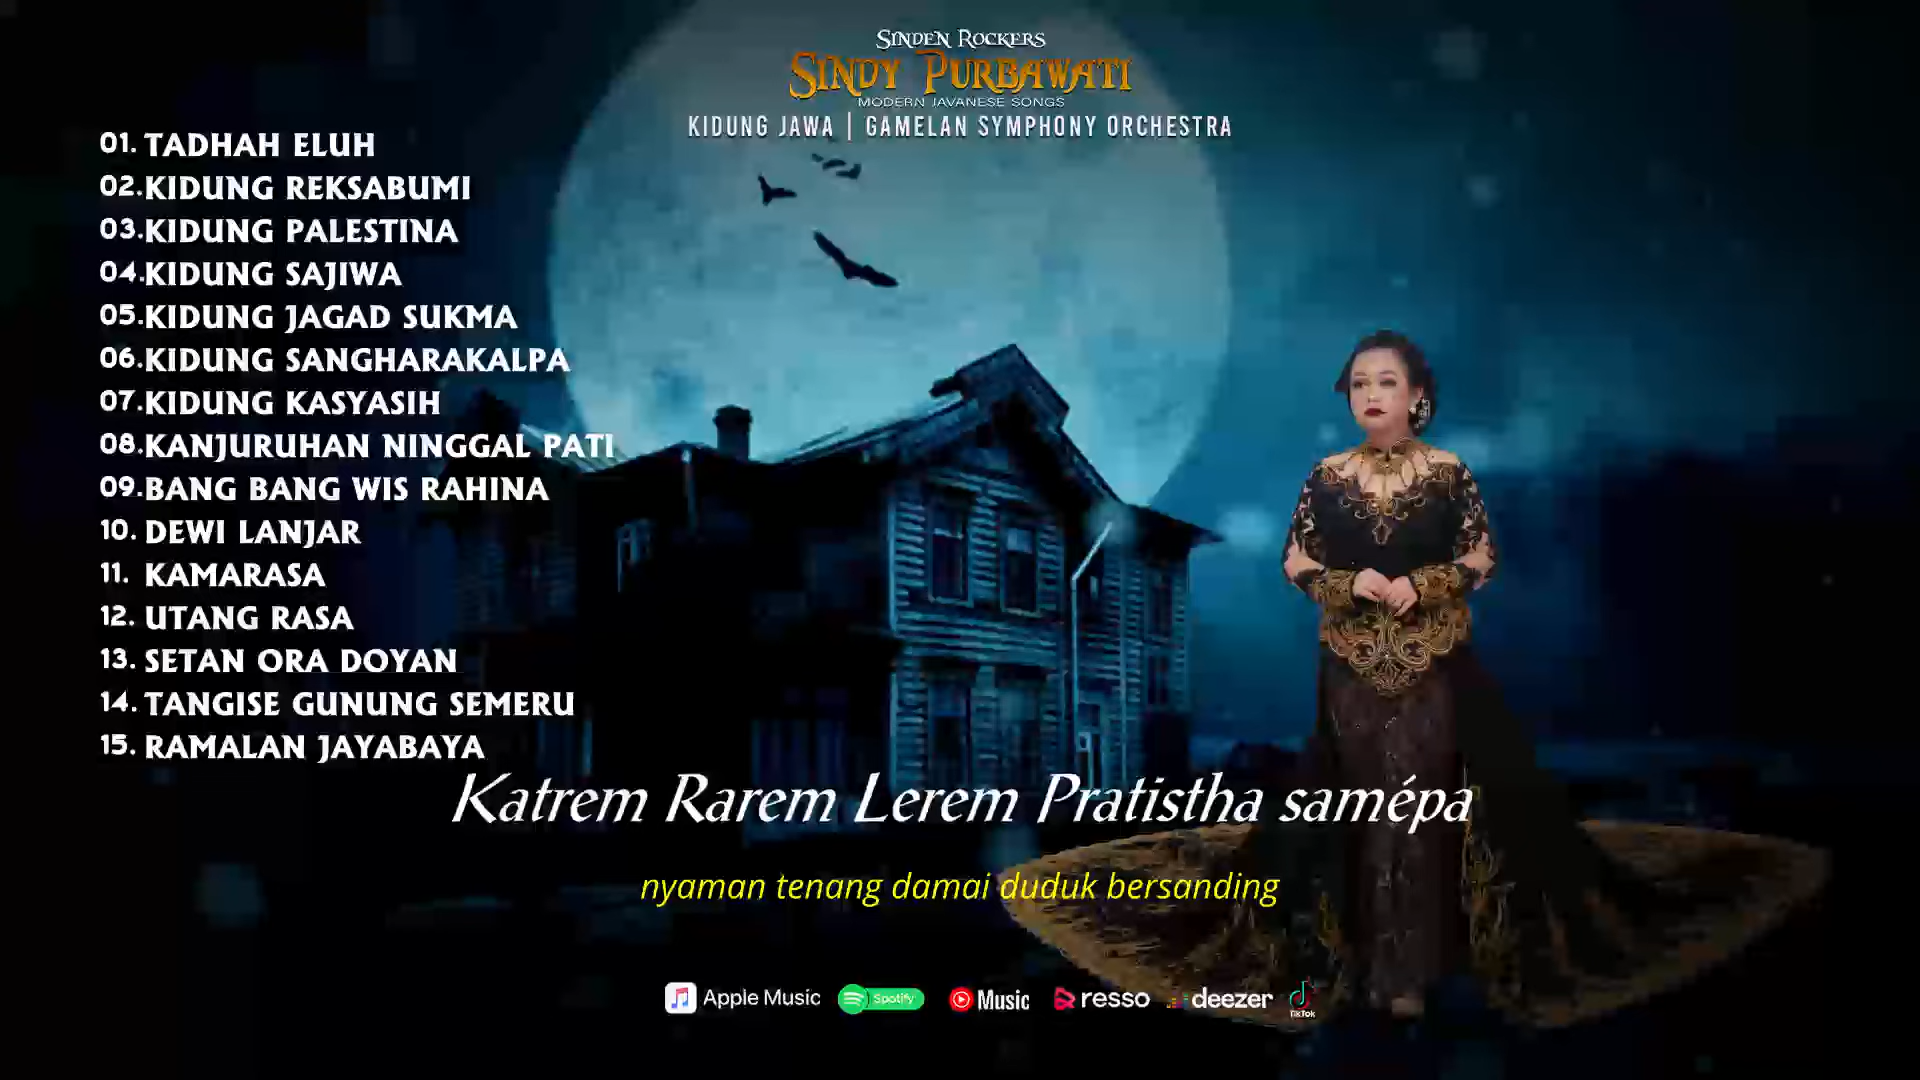 SINDEN ROCKERS
SINDY PURBAWATI
MODERN JAVANESE SONGS
KIDUNG JAWA | GAMELAN SYMPHONY ORCHESTRA
01. TADHAH ELUH
02. KIDUNG REKSABUMI
03. KIDUNG PALESTINA
04. KIDUNG SAJIWA
05. KIDUNG JAGAD SUKMA
06. KIDUNG SANGHARAKALPA
07. KIDUNG KASYASIH
08. KANJURUHAN NINGGAL PATI
09. BANG BANG WIS RAHINA
10. DEWI LANJAR
11. KAMARASA
12. UTANG RASA
13. SETAN ORA DOYAN
14. TANGISE GUNUNG SEMERU
15. RAMALAN JAYABAYA
Katrem Rarem Lerem Pratistha samépa
nyaman tenang damai duduk bersanding
Apple Music Spotify Music resso deezer TikTok